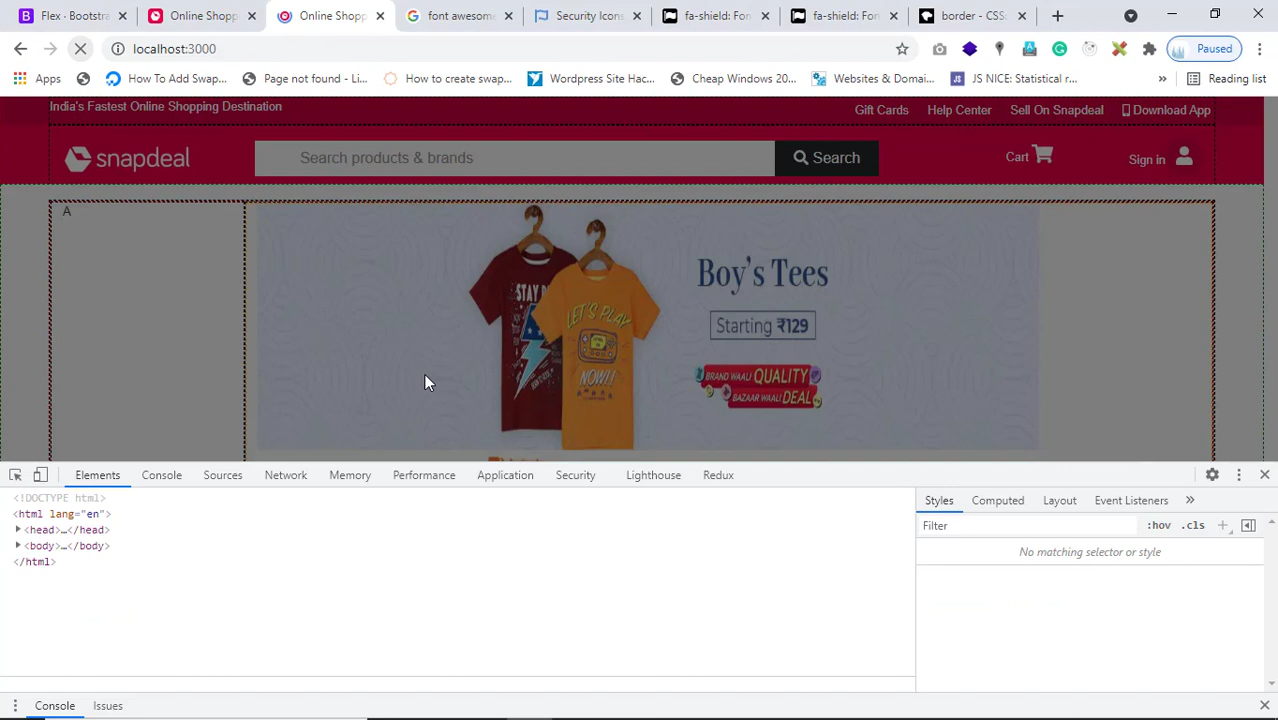 Flex - Bootstra
Online Shopp
Online Shopp
font awesome
Security Icons
fa-shield: Fon
fa-shield: Fon
border - CSS
localhost:3000
Paused
Apps
How To Add Swap...
Page not found - Li...
How to create swap...
Wordpress Site Hac...
Cheap Windows 20...
Websites & Domai...
JS NICE: Statistical r...
»
Reading list
India's Fastest Online Shopping Destination
Gift Cards
Help Center
Sell On Snapdeal
Download App
snapdeal
Search products & brands
Search
Cart
Sign in
A
Boy's Tees
Starting ₹129
BRAND WAALI QUALITY
BAZAAR WAALI DEAL
LET'S PLAY
NOW!!
Elements
Console
Sources
Network
Memory
Performance
Application
Security
Lighthouse
Redux
<!DOCTYPE html>
<html lang="en">
<head>…</head>
<body>…</body>
</html>
Styles
Computed
Layout
Event Listeners
»
Filter
:hov
.cls
No matching selector or style
Console
Issues